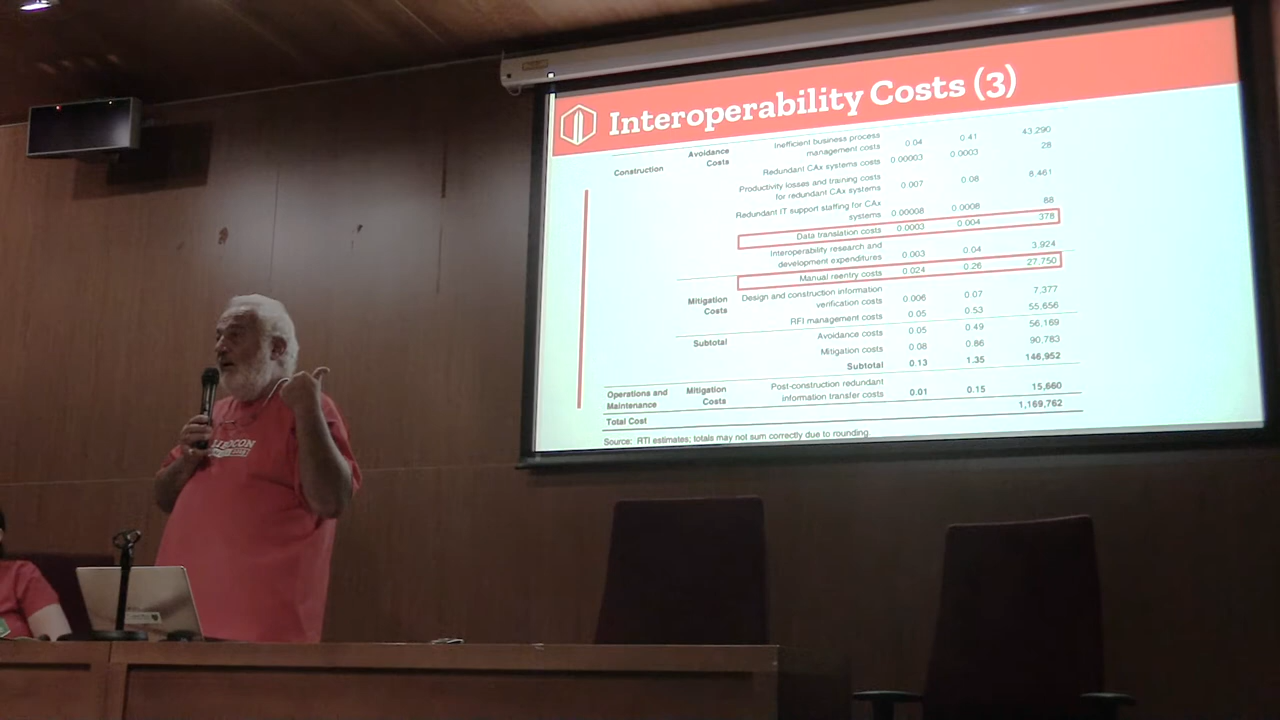 Interoperability Costs (3)
Construction Avoidance Costs Inefficient business process management costs 0.04 0.41 43,290
Redundant CAx systems costs 0.00003 0.0003 28
Productivity losses and training costs for redundant CAx systems 0.007 0.08 8,461
Redundant IT support staffing for CAx systems 0.00008 0.0008 88
Data translation costs 0.0003 0.004 378
Interoperability research and development expenditures 0.003 0.04 3,924
Mitigation Costs Manual reentry costs 0.024 0.26 27,750
Design and construction information verification costs 0.006 0.07 7,377
RFI management costs 0.05 0.53 55,656
Subtotal Avoidance costs 0.05 0.49 56,169
Mitigation costs 0.08 0.86 90,783
Subtotal 0.13 1.35 146,952
Operations and Maintenance Mitigation Costs Post-construction redundant information transfer costs 0.01 0.15 15,660
Total Cost 1,169,762
Source: RTI estimates; totals may not sum correctly due to rounding.